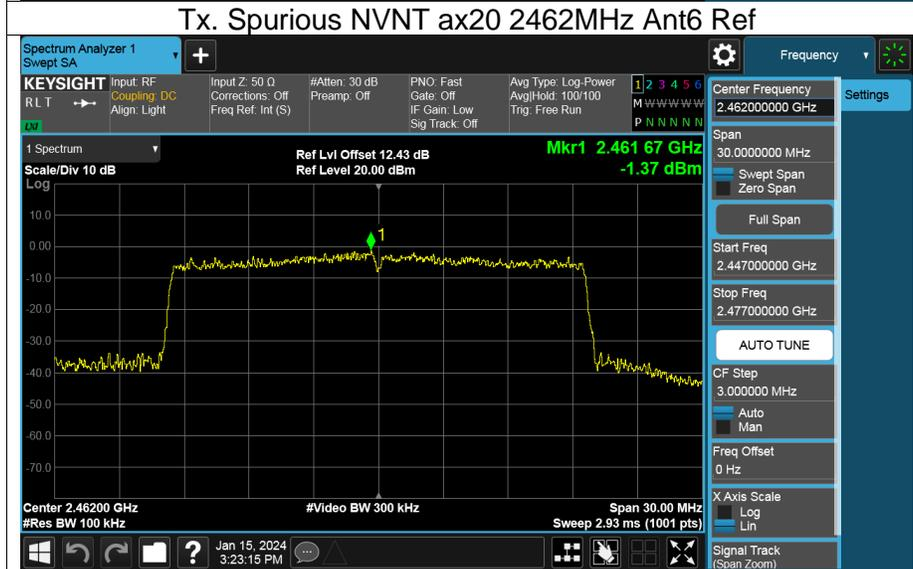 Tx. Spurious NVNT ax20 2462MHz Ant6 Ref
Spectrum Analyzer 1
Swept SA
+
Frequency
KEYSIGHT
RLT
LXI
Input: RF
Coupling: DC
Align: Light
Input Z: 50 Ω
Corrections: Off
Freq Ref: Int (S)
#Atten: 30 dB
Preamp: Off
PNO: Fast
Gate: Off
IF Gain: Low
Sig Track: Off
Avg Type: Log-Power
Avg|Hold: 100/100
Trig: Free Run
1 2 3 4 5 6
M W W W W W
P N N N N N
1 Spectrum
Scale/Div 10 dB
Log
Ref Lvl Offset 12.43 dB
Ref Level 20.00 dBm
Mkr1 2.461 67 GHz
-1.37 dBm
10.0
0.00
-10.0
-20.0
-30.0
-40.0
-50.0
-60.0
-70.0
1
Center 2.46200 GHz
#Res BW 100 kHz
#Video BW 300 kHz
Span 30.00 MHz
Sweep 2.93 ms (1001 pts)
?
Jan 15, 2024
3:23:15 PM
Center Frequency
2.462000000 GHz
Settings
Span
30.0000000 MHz
Swept Span
Zero Span
Full Span
Start Freq
2.447000000 GHz
Stop Freq
2.477000000 GHz
AUTO TUNE
CF Step
3.000000 MHz
Auto
Man
Freq Offset
0 Hz
X Axis Scale
Log
Lin
Signal Track
(Span Zoom)